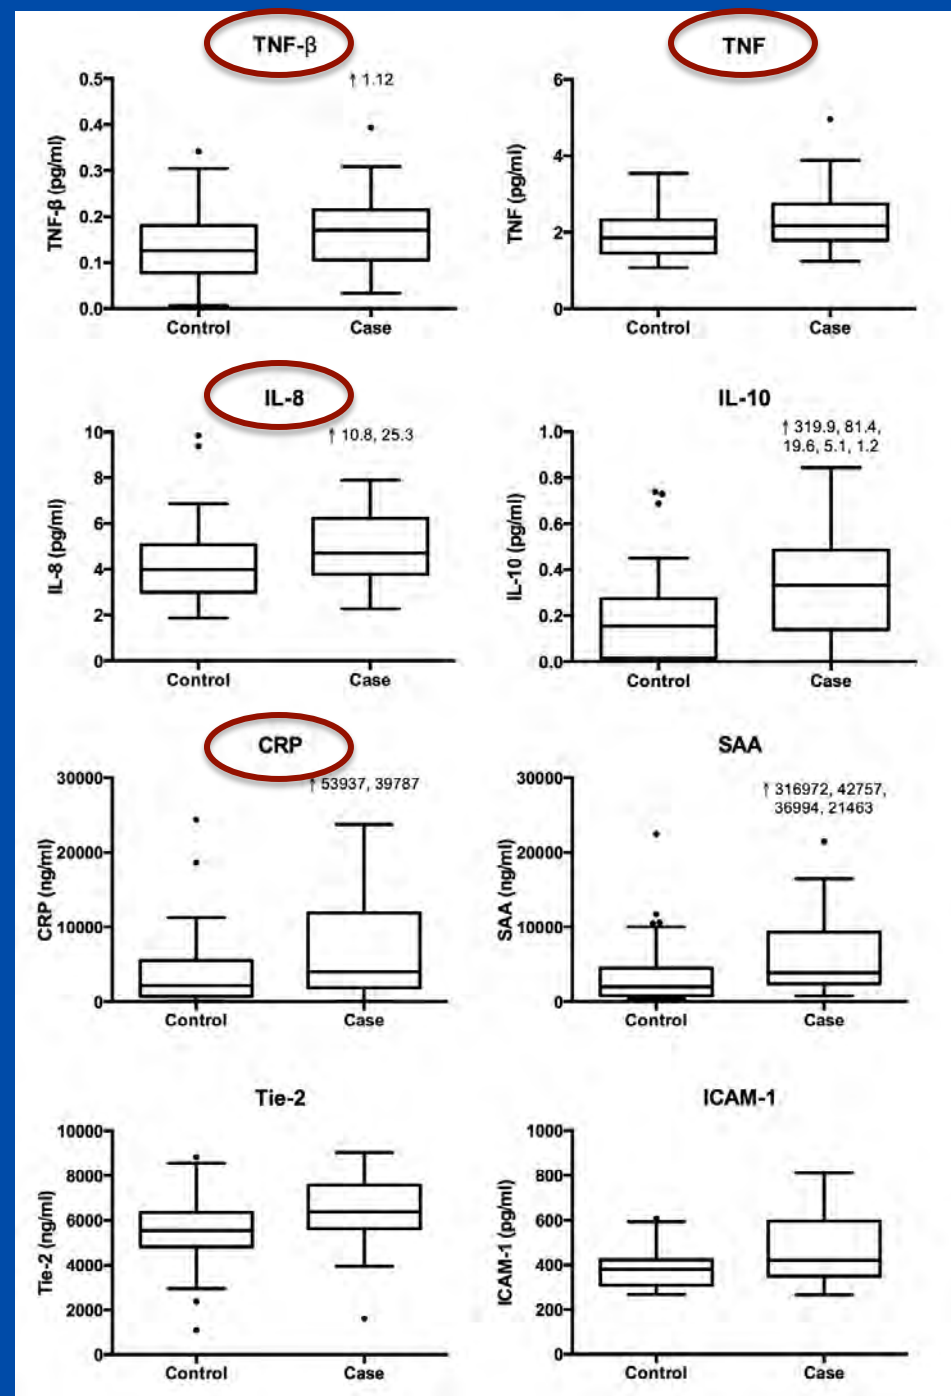 TNF-β
TNF
TNF-β (pg/ml)
0.5
0.4
0.3
0.2
0.1
0.0
↑ 1.12
Control
Case
TNF (pg/ml)
6
4
2
0
Control
Case
IL-8
IL-10
IL-8 (pg/ml)
10
8
6
4
2
0
↑ 10.8, 25.3
Control
Case
IL-10 (pg/ml)
1.0
0.8
0.6
0.4
0.2
0.0
↑ 319.9, 81.4,
19.6, 5.1, 1.2
Control
Case
CRP
SAA
CRP (ng/ml)
30000
20000
10000
0
↑ 53937, 39787
Control
Case
SAA (ng/ml)
30000
20000
10000
0
↑ 316972, 42757,
36994, 21463
Control
Case
Tie-2
ICAM-1
Tie-2 (ng/ml)
10000
8000
6000
4000
2000
0
Control
Case
ICAM-1 (pg/ml)
1000
800
600
400
200
0
Control
Case